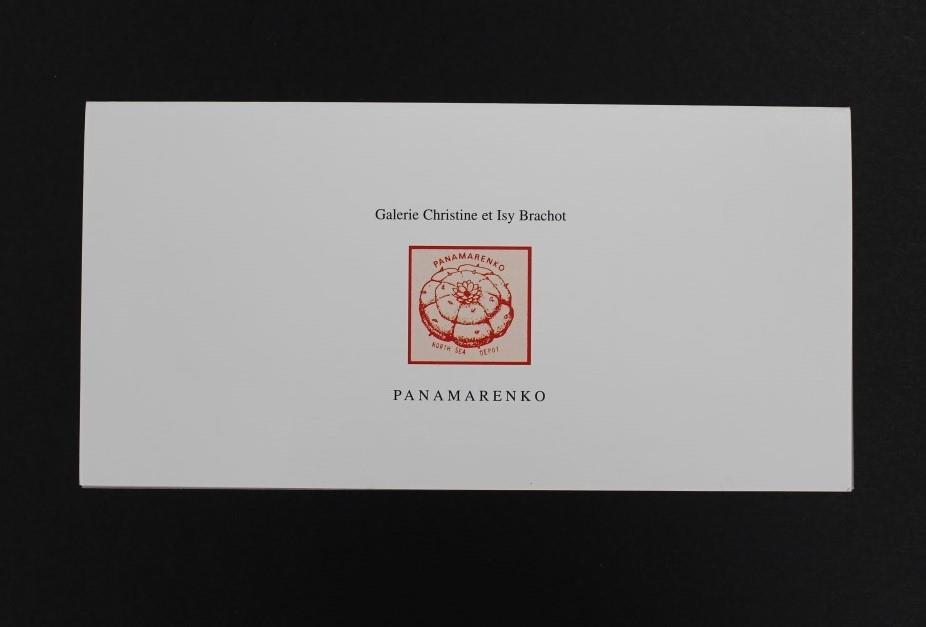 Galerie Christine et Isy Brachot
PANAMARENKO
NORTH SEA DEPOT
PANAMARENKO